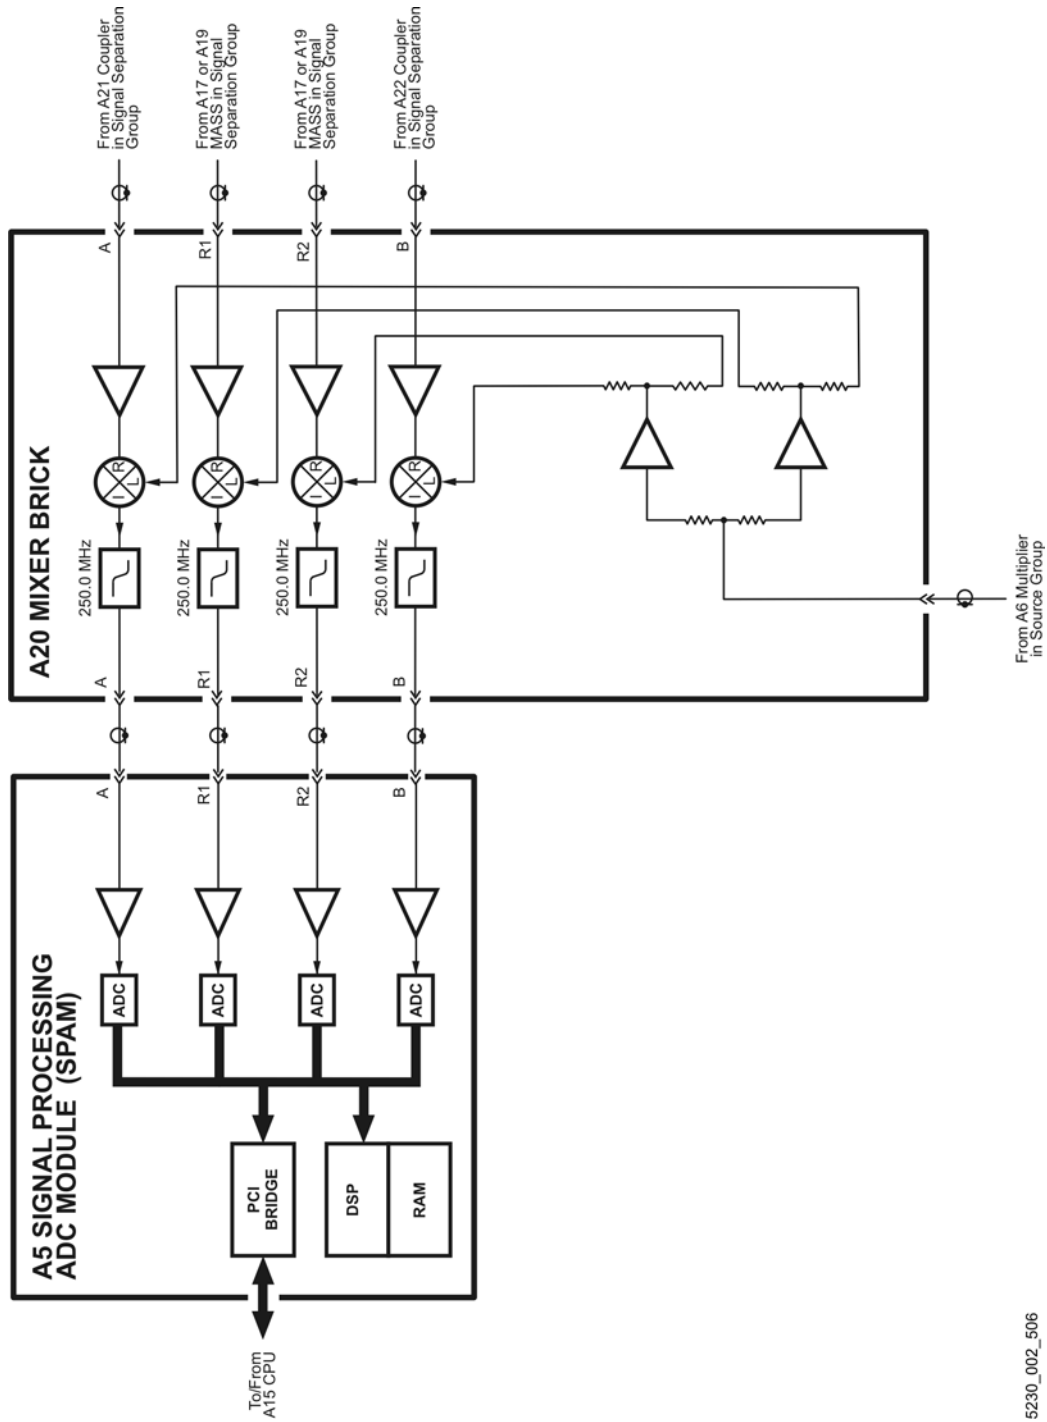 A5 SIGNAL PROCESSING
ADC MODULE (SPAM)
To/From
A15 CPU
PCI
BRIDGE
DSP
RAM
ADC
ADC
ADC
ADC
A
R1
R2
B
A20 MIXER BRICK
A
R1
R2
B
250.0 MHz
250.0 MHz
250.0 MHz
250.0 MHz
I
L
R
I
L
R
I
L
R
I
L
R
A
R1
R2
B
From A21 Coupler
in Signal Separation
Group
From A17 or A19
MASS in Signal
Separation Group
From A17 or A19
MASS in Signal
Separation Group
From A22 Coupler
in Signal Separation
Group
From A6 Multiplier
in Source Group
5230_002_506